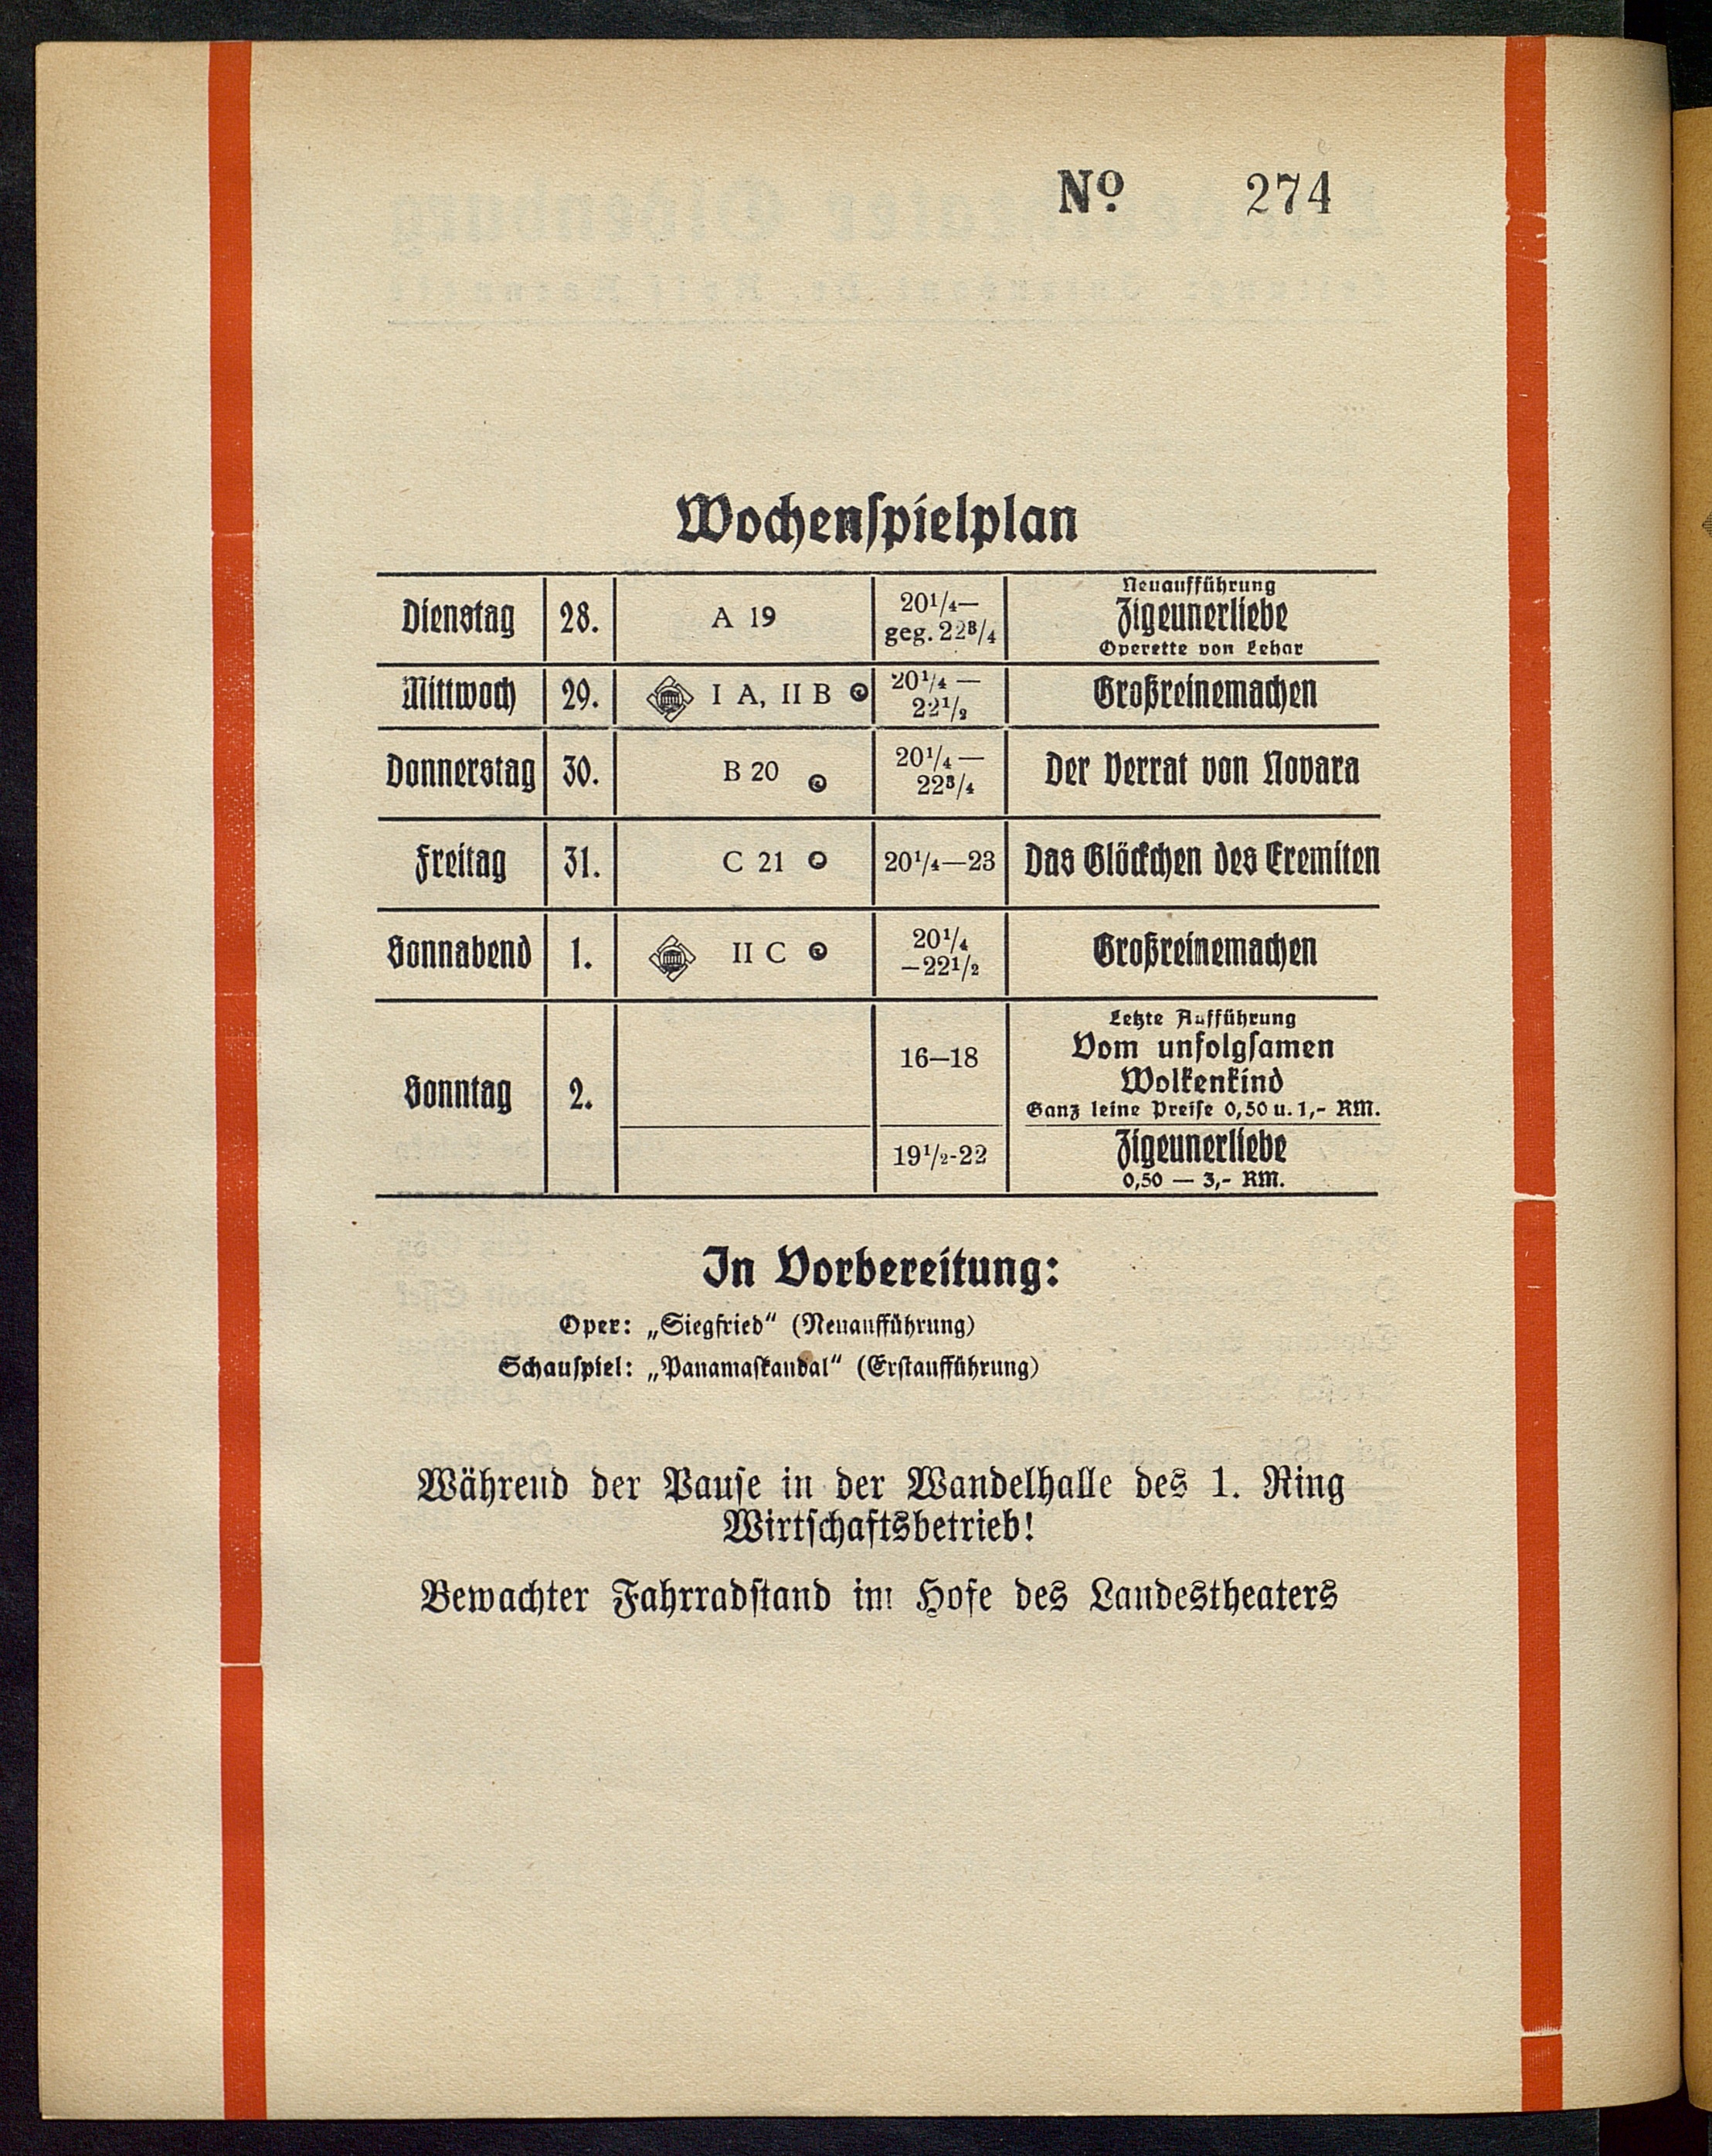 Nº 274
Wochenspielplan
Dienstag 28. A 19 20¹/₄— geg. 22³/₄ Neuaufführung
Zigeunerliebe
Operette von Lehar
Mittwoch 29. I A, II B 20¹/₄— 22¹/₂ Großreinemachen
Donnerstag 30. B 20 20¹/₄— 22³/₄ Der Verrat von Novara
Freitag 31. C 21 20¹/₄—23 Das Glöckchen des Eremiten
Sonnabend 1. II C 20¹/₄ —22¹/₂ Großreinemachen
Sonntag 2. 16—18 Letzte Aufführung
Vom unfolgsamen
Wolkenkind
Ganz leine Preise 0,50 u. 1,- RM.
19¹/₂-22 Zigeunerliebe
0,50 — 3,- RM.
In Vorbereitung:
Oper: „Siegfried“ (Neuaufführung)
Schauspiel: „Panamaskandal“ (Erstaufführung)
Während der Pause in der Wandelhalle des 1. Ring
Wirtschaftsbetrieb!
Bewachter Fahrradstand im Hofe des Landestheaters